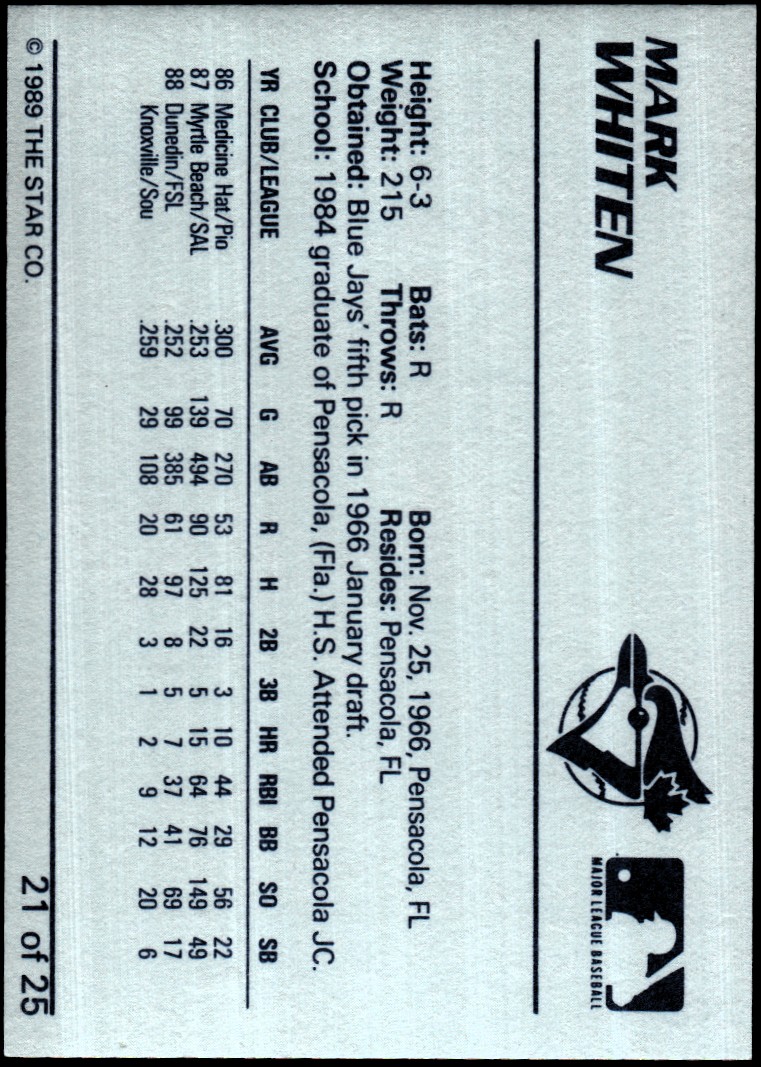 MARK
WHITEN
MAJOR LEAGUE BASEBALL
Height: 6-3 Bats: R Born: Nov. 25, 1966, Pensacola, FL
Weight: 215 Throws: R Resides: Pensacola, FL
Obtained: Blue Jays' fifth pick in 1966 January draft.
School: 1984 graduate of Pensacola, (Fla.) H.S. Attended Pensacola JC.
YR CLUB/LEAGUE AVG G AB R H 2B 3B HR RBI BB SO SB
86 Medicine Hat/Pio .300 70 270 53 81 16 3 10 44 29 56 22
87 Myrtle Beach/SAL .253 139 494 90 125 22 5 15 64 76 149 49
88 Dunedin/FSL .252 99 385 61 97 8 5 7 37 41 69 17
Knoxville/Sou .259 29 108 20 28 3 1 2 9 12 20 6
© 1989 THE STAR CO. 21 of 25